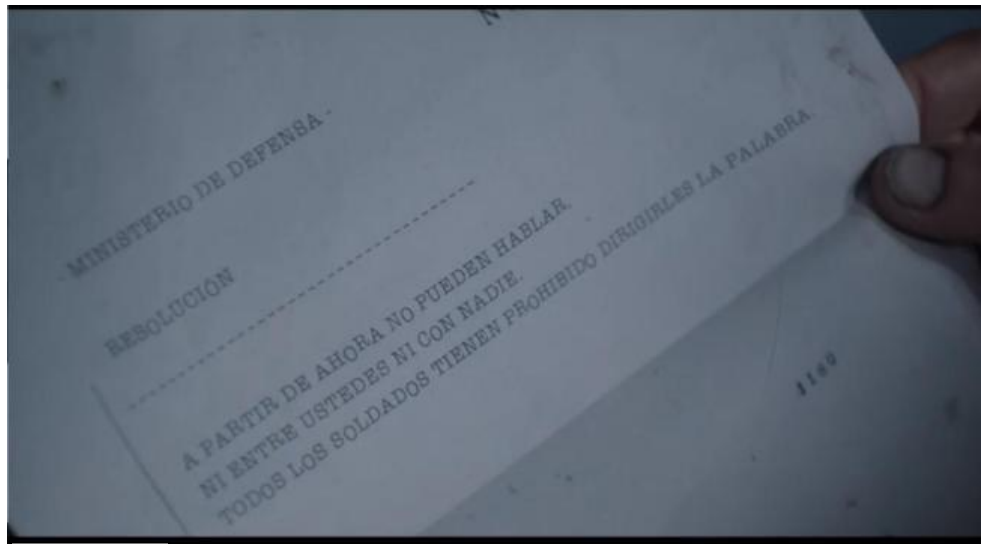 MINISTERIO DE DEFENSA -
RESOLUCIÓN
A PARTIR DE AHORA NO PUEDEN HABLAR,
NI ENTRE USTEDES NI CON NADIE.
TODOS LOS SOLDADOS TIENEN PROHIBIDO DIRIGIRLES LA PALABRA